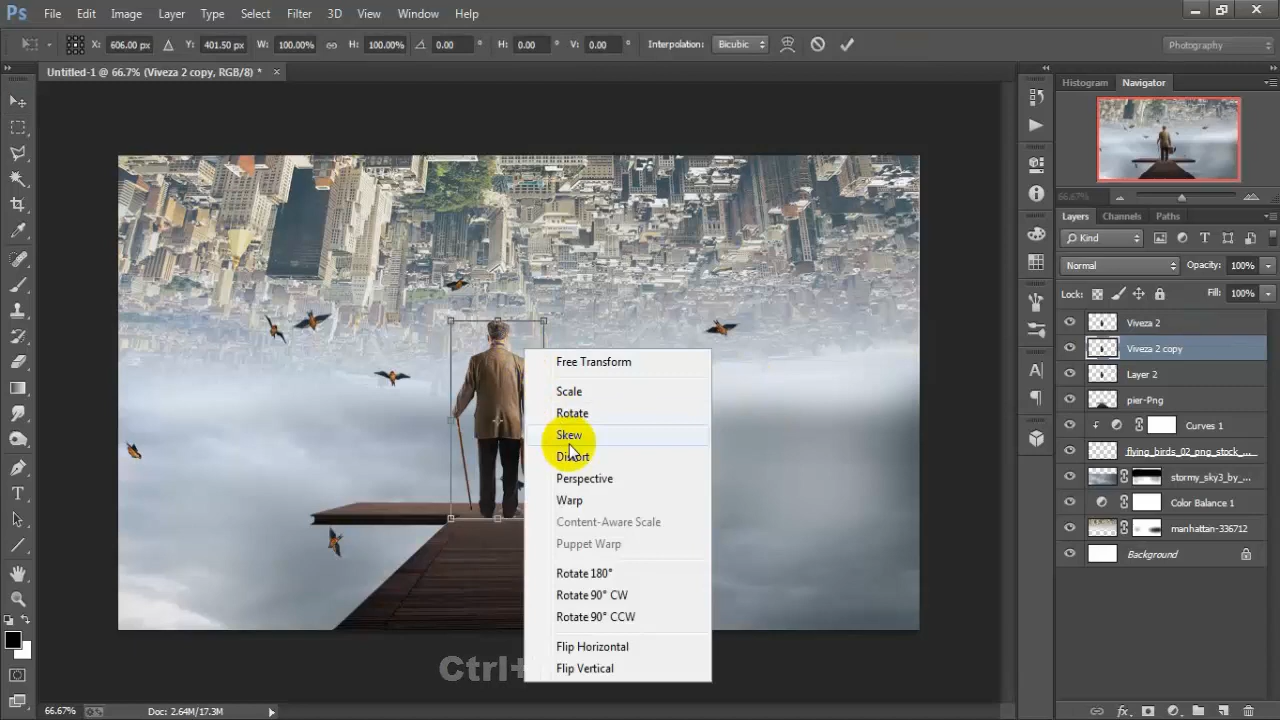 Ps File Edit Image Layer Type Select Filter 3D View Window Help
X: 606.00 px Y: 401.50 px W: 100.00% H: 100.00% 0.00 ° H: 0.00 ° V: 0.00 ° Interpolation: Bicubic Photography
Untitled-1 @ 66.7% (Viveza 2 copy, RGB/8) * ×
Histogram Navigator
66.67%
Layers Channels Paths
Kind
Normal Opacity: 100%
Lock: Fill: 100%
Viveza 2
Viveza 2 copy
Layer 2
pier-Png
Curves 1
flying_birds_02_png_stock_...
stormy_sky3_by_...
Color Balance 1
manhattan-336712
Background
Free Transform
Scale
Rotate
Skew
Distort
Perspective
Warp
Content-Aware Scale
Puppet Warp
Rotate 180°
Rotate 90° CW
Rotate 90° CCW
Flip Horizontal
Flip Vertical
Ctrl+
66.67% Doc: 2.64M/17.3M